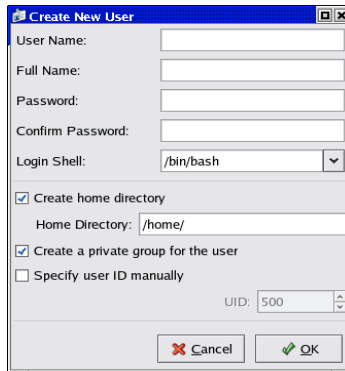 Create New User
User Name:
Full Name:
Password:
Confirm Password:
Login Shell: /bin/bash
Create home directory
Home Directory: /home/
Create a private group for the user
Specify user ID manually
UID: 500
Cancel OK